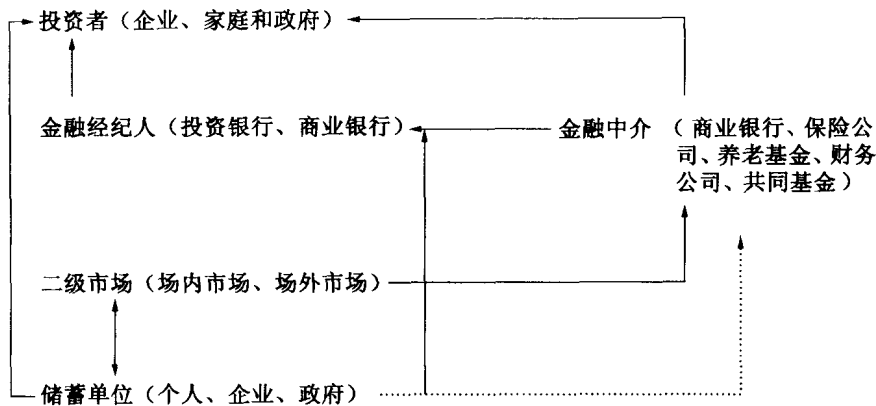 投资者（企业、家庭和政府）
金融经纪人（投资银行、商业银行）
金融中介 （商业银行、保险公
司、养老基金、财务
公司、共同基金）
二级市场（场内市场、场外市场）
储蓄单位（个人、企业、政府）